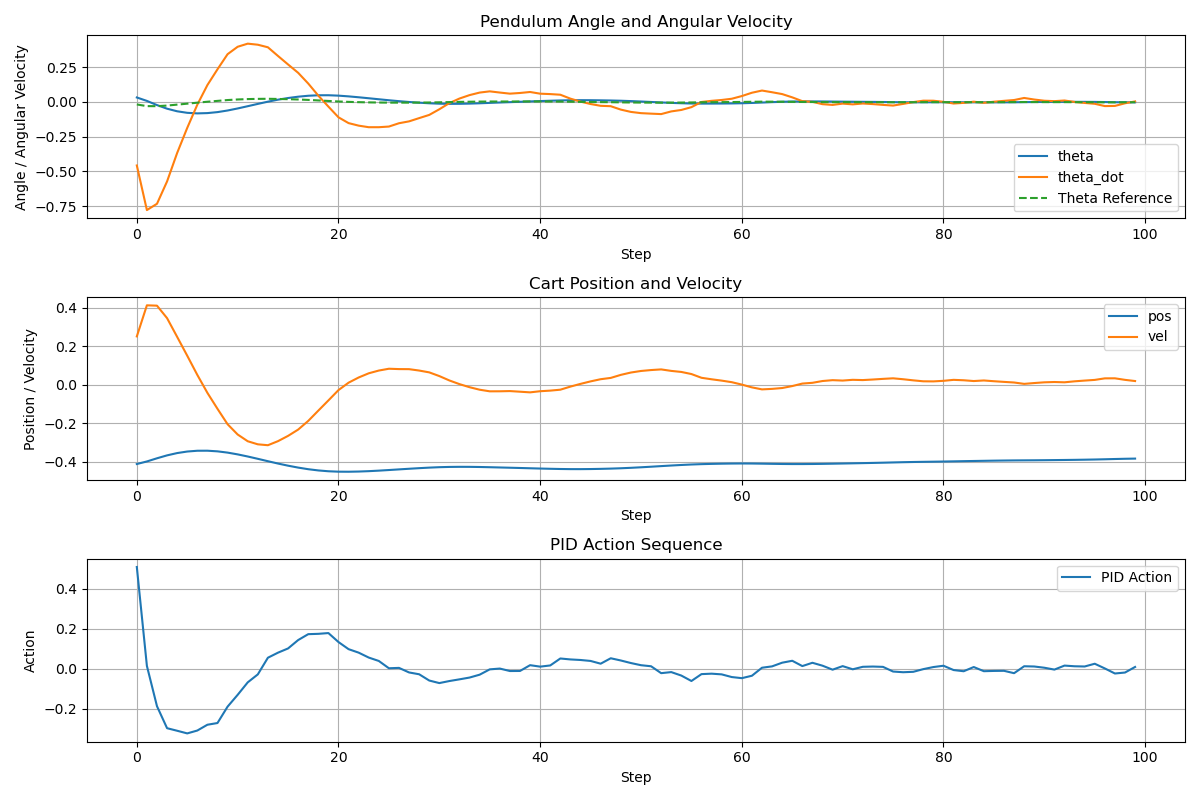 Pendulum Angle and Angular Velocity
Angle / Angular Velocity
0.25
0.00
−0.25
−0.50
−0.75
theta
theta_dot
Theta Reference
0 20 40 60 80 100
Step
Cart Position and Velocity
Position / Velocity
0.4
0.2
0.0
−0.2
−0.4
pos
vel
0 20 40 60 80 100
Step
PID Action Sequence
Action
0.4
0.2
0.0
−0.2
PID Action
0 20 40 60 80 100
Step